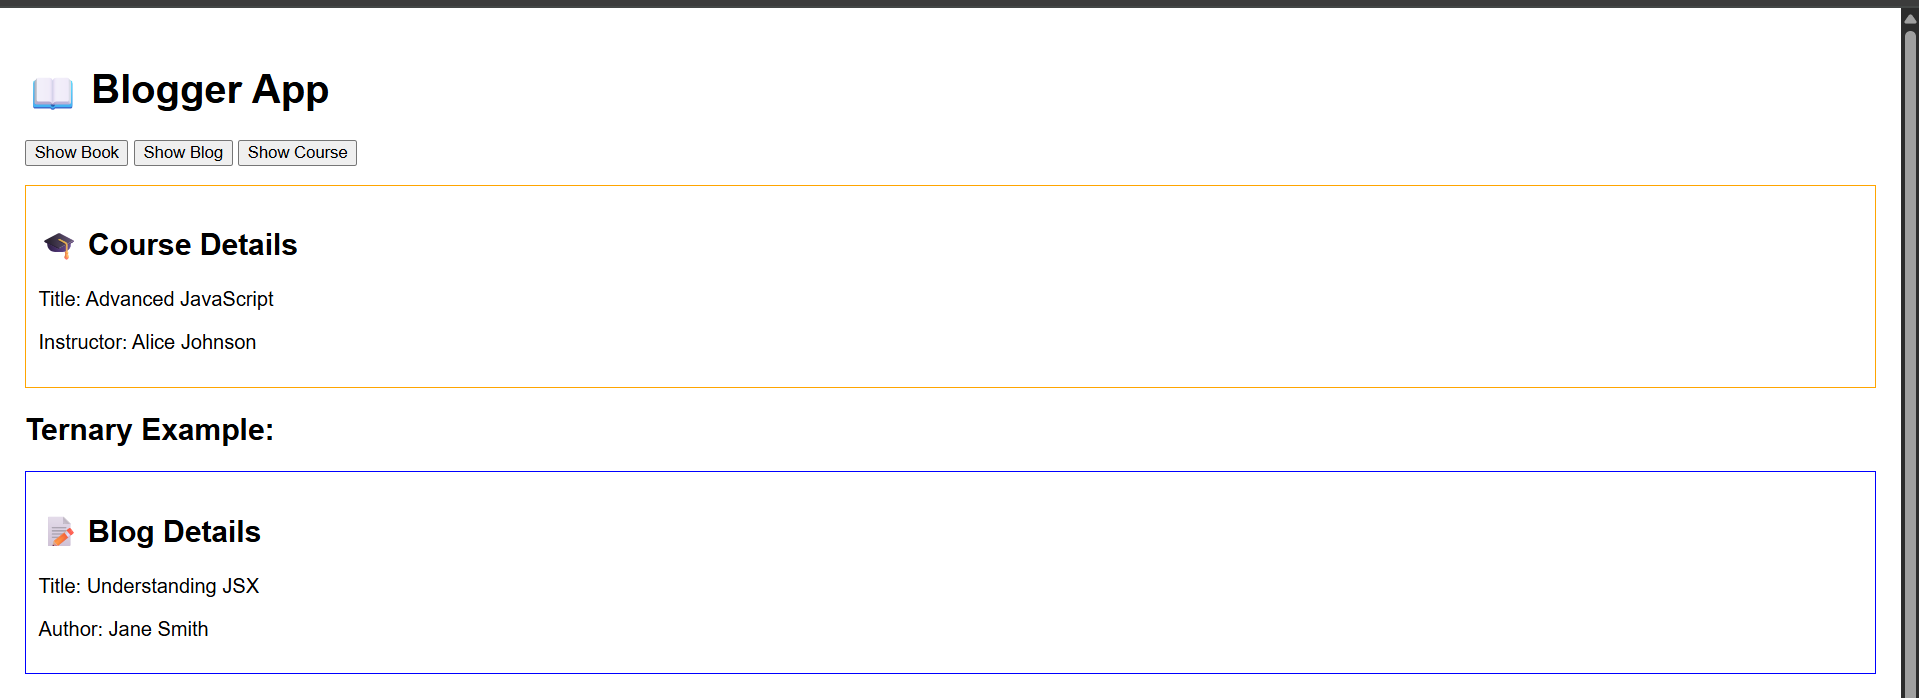 📖 Blogger App
Show Book Show Blog Show Course
🎓 Course Details
Title: Advanced JavaScript
Instructor: Alice Johnson
Ternary Example:
📝 Blog Details
Title: Understanding JSX
Author: Jane Smith